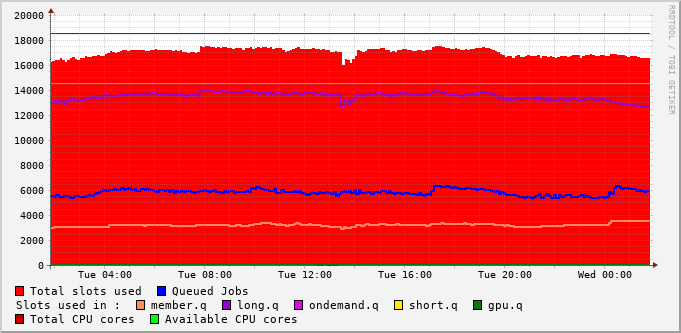 RRDTOOL / TOBI OETIKER
20000
18000
16000
14000
12000
10000
8000
6000
4000
2000
0
Tue 04:00 Tue 08:00 Tue 12:00 Tue 16:00 Tue 20:00 Wed 00:00
Total slots used Queued Jobs
Slots used in : member.q long.q ondemand.q short.q gpu.q
Total CPU cores Available CPU cores